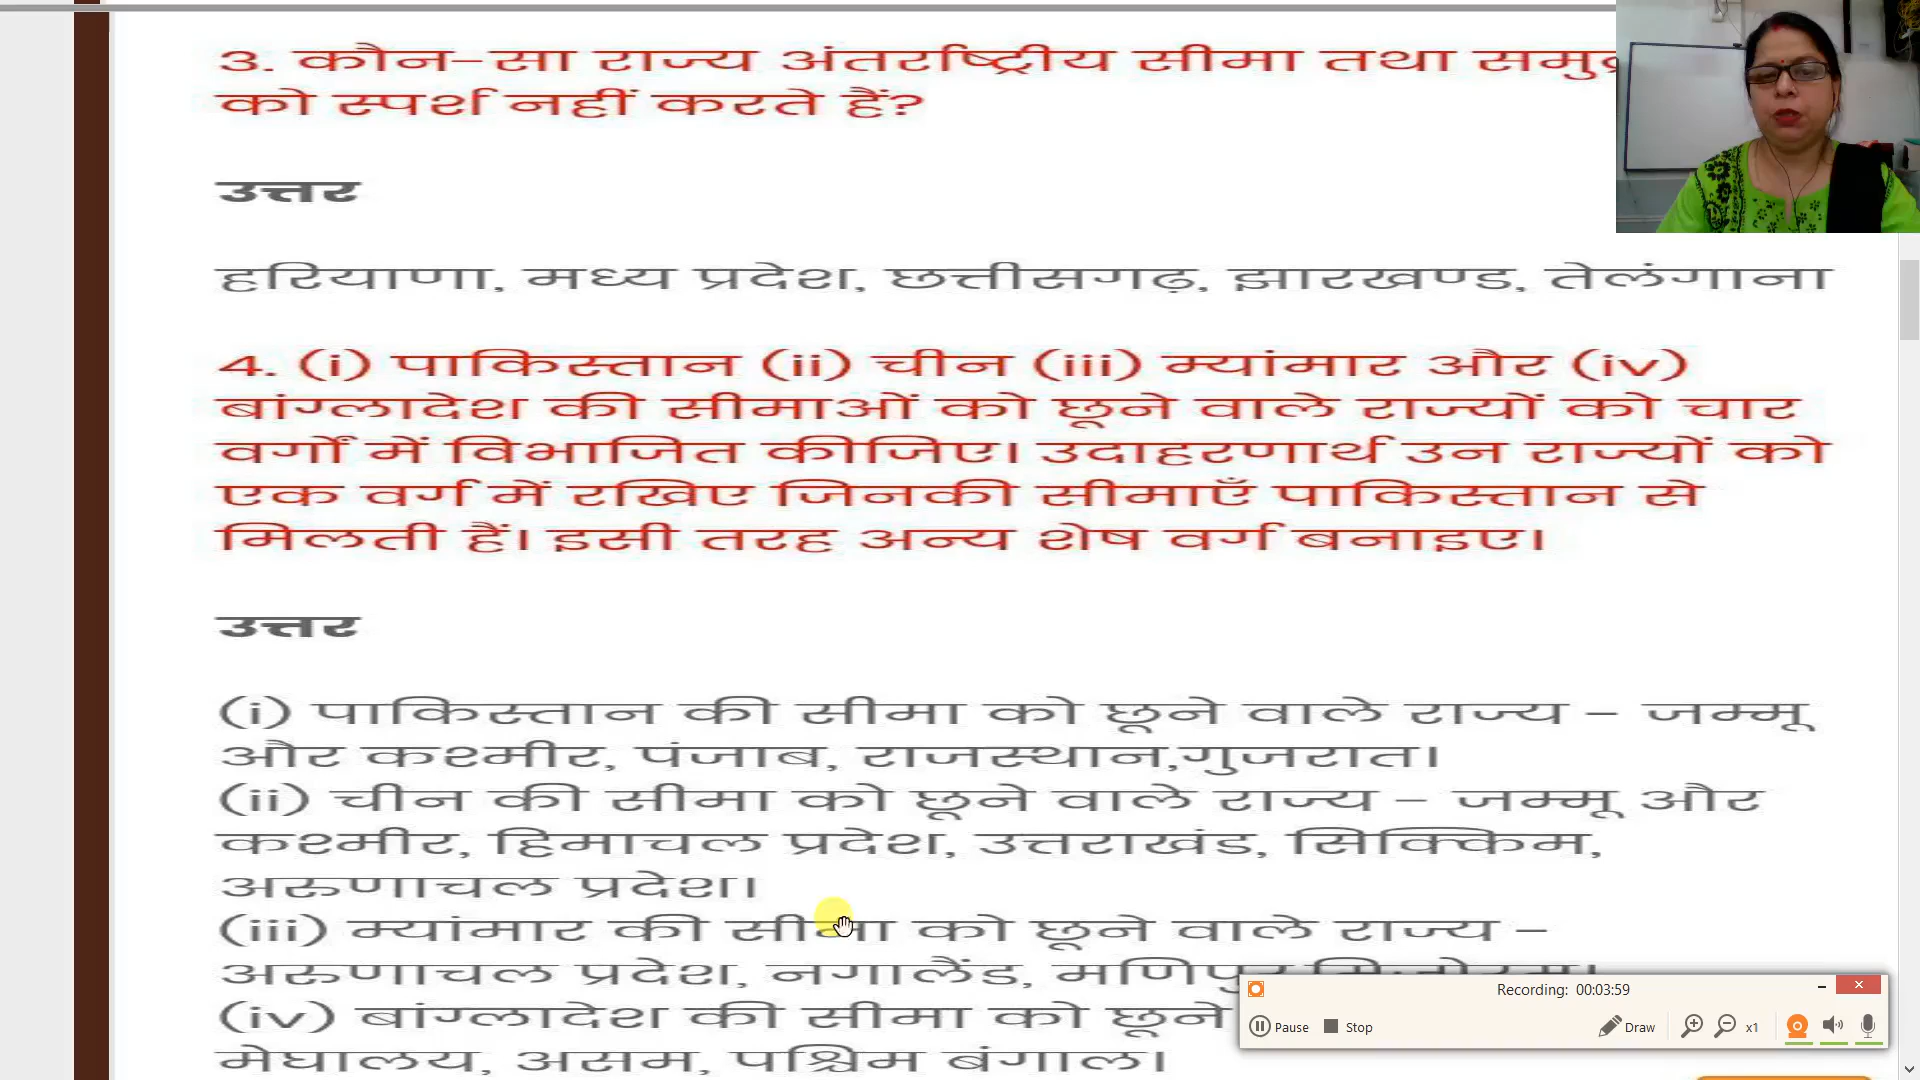 3. कौन-सा राज्य अंतर्राष्ट्रीय सीमा तथा
को स्पर्श नहीं करते हैं?
उत्तर
हरियाणा, मध्य प्रदेश, छत्तीसगढ़, झारखण्ड, तेलंगाना
4. (i) पाकिस्तान (ii) चीन (iii) म्यांमार और (iv)
बांग्लादेश की सीमाओं को छूने वाले राज्यों को चार
वर्गों में विभाजित कीजिए। उदाहरणार्थ उन राज्यों को
एक वर्ग में रखिए जिनकी सीमाएँ पाकिस्तान से
मिलती हैं। इसी तरह अन्य शेष वर्ग बनाइए।
उत्तर
(i) पाकिस्तान की सीमा को छूने वाले राज्य – जम्मू
और कश्मीर, पंजाब, राजस्थान,गुजरात।
(ii) चीन की सीमा को छूने वाले राज्य – जम्मू और
कश्मीर, हिमाचल प्रदेश, उत्तराखंड, सिक्किम,
अरुणाचल प्रदेश।
(iii) म्यांमार की सीमा को छूने वाले राज्य –
अरुणाचल प्रदेश, नगालैंड,
(iv) बांग्लादेश की सीमा को छूने
मेघालय, असम, पश्चिम बंगाल।
Recording: 00:03:59
Pause Stop Draw x1